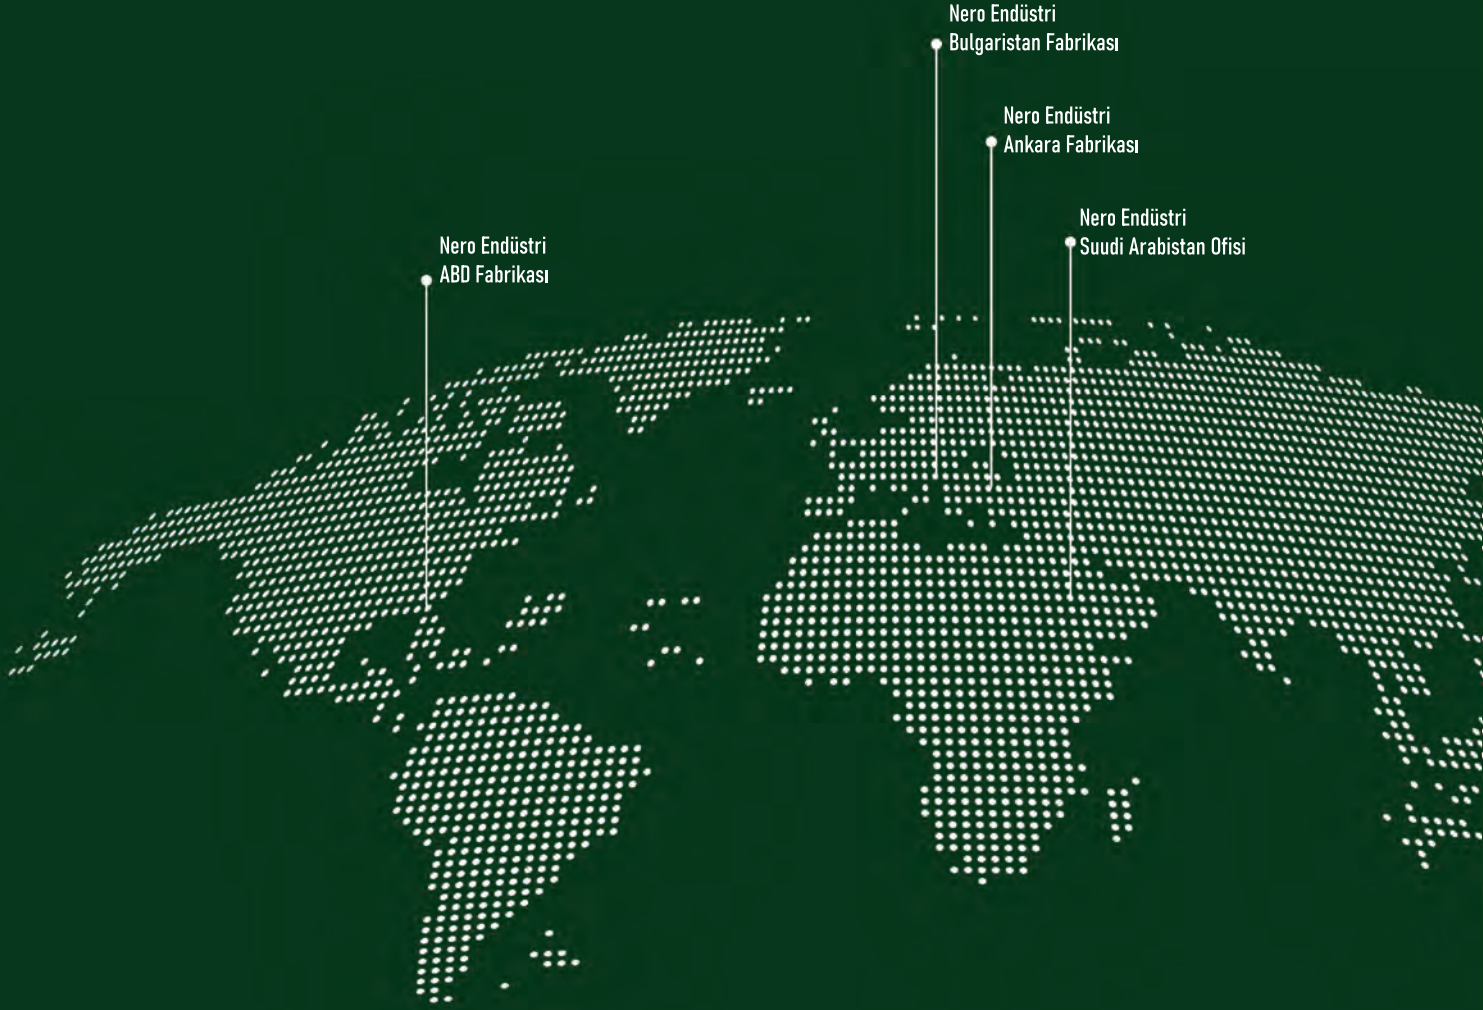 Nero Endüstri
Bulgaristan Fabrikası
Nero Endüstri
Ankara Fabrikası
Nero Endüstri
Suudi Arabistan Ofisi
Nero Endüstri
ABD Fabrikası